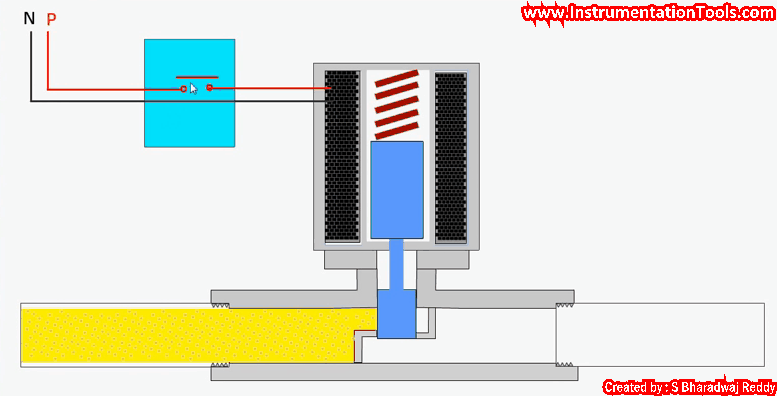 www.InstrumentationTools.com
N P
Created by: S Bharadwaj Reddy